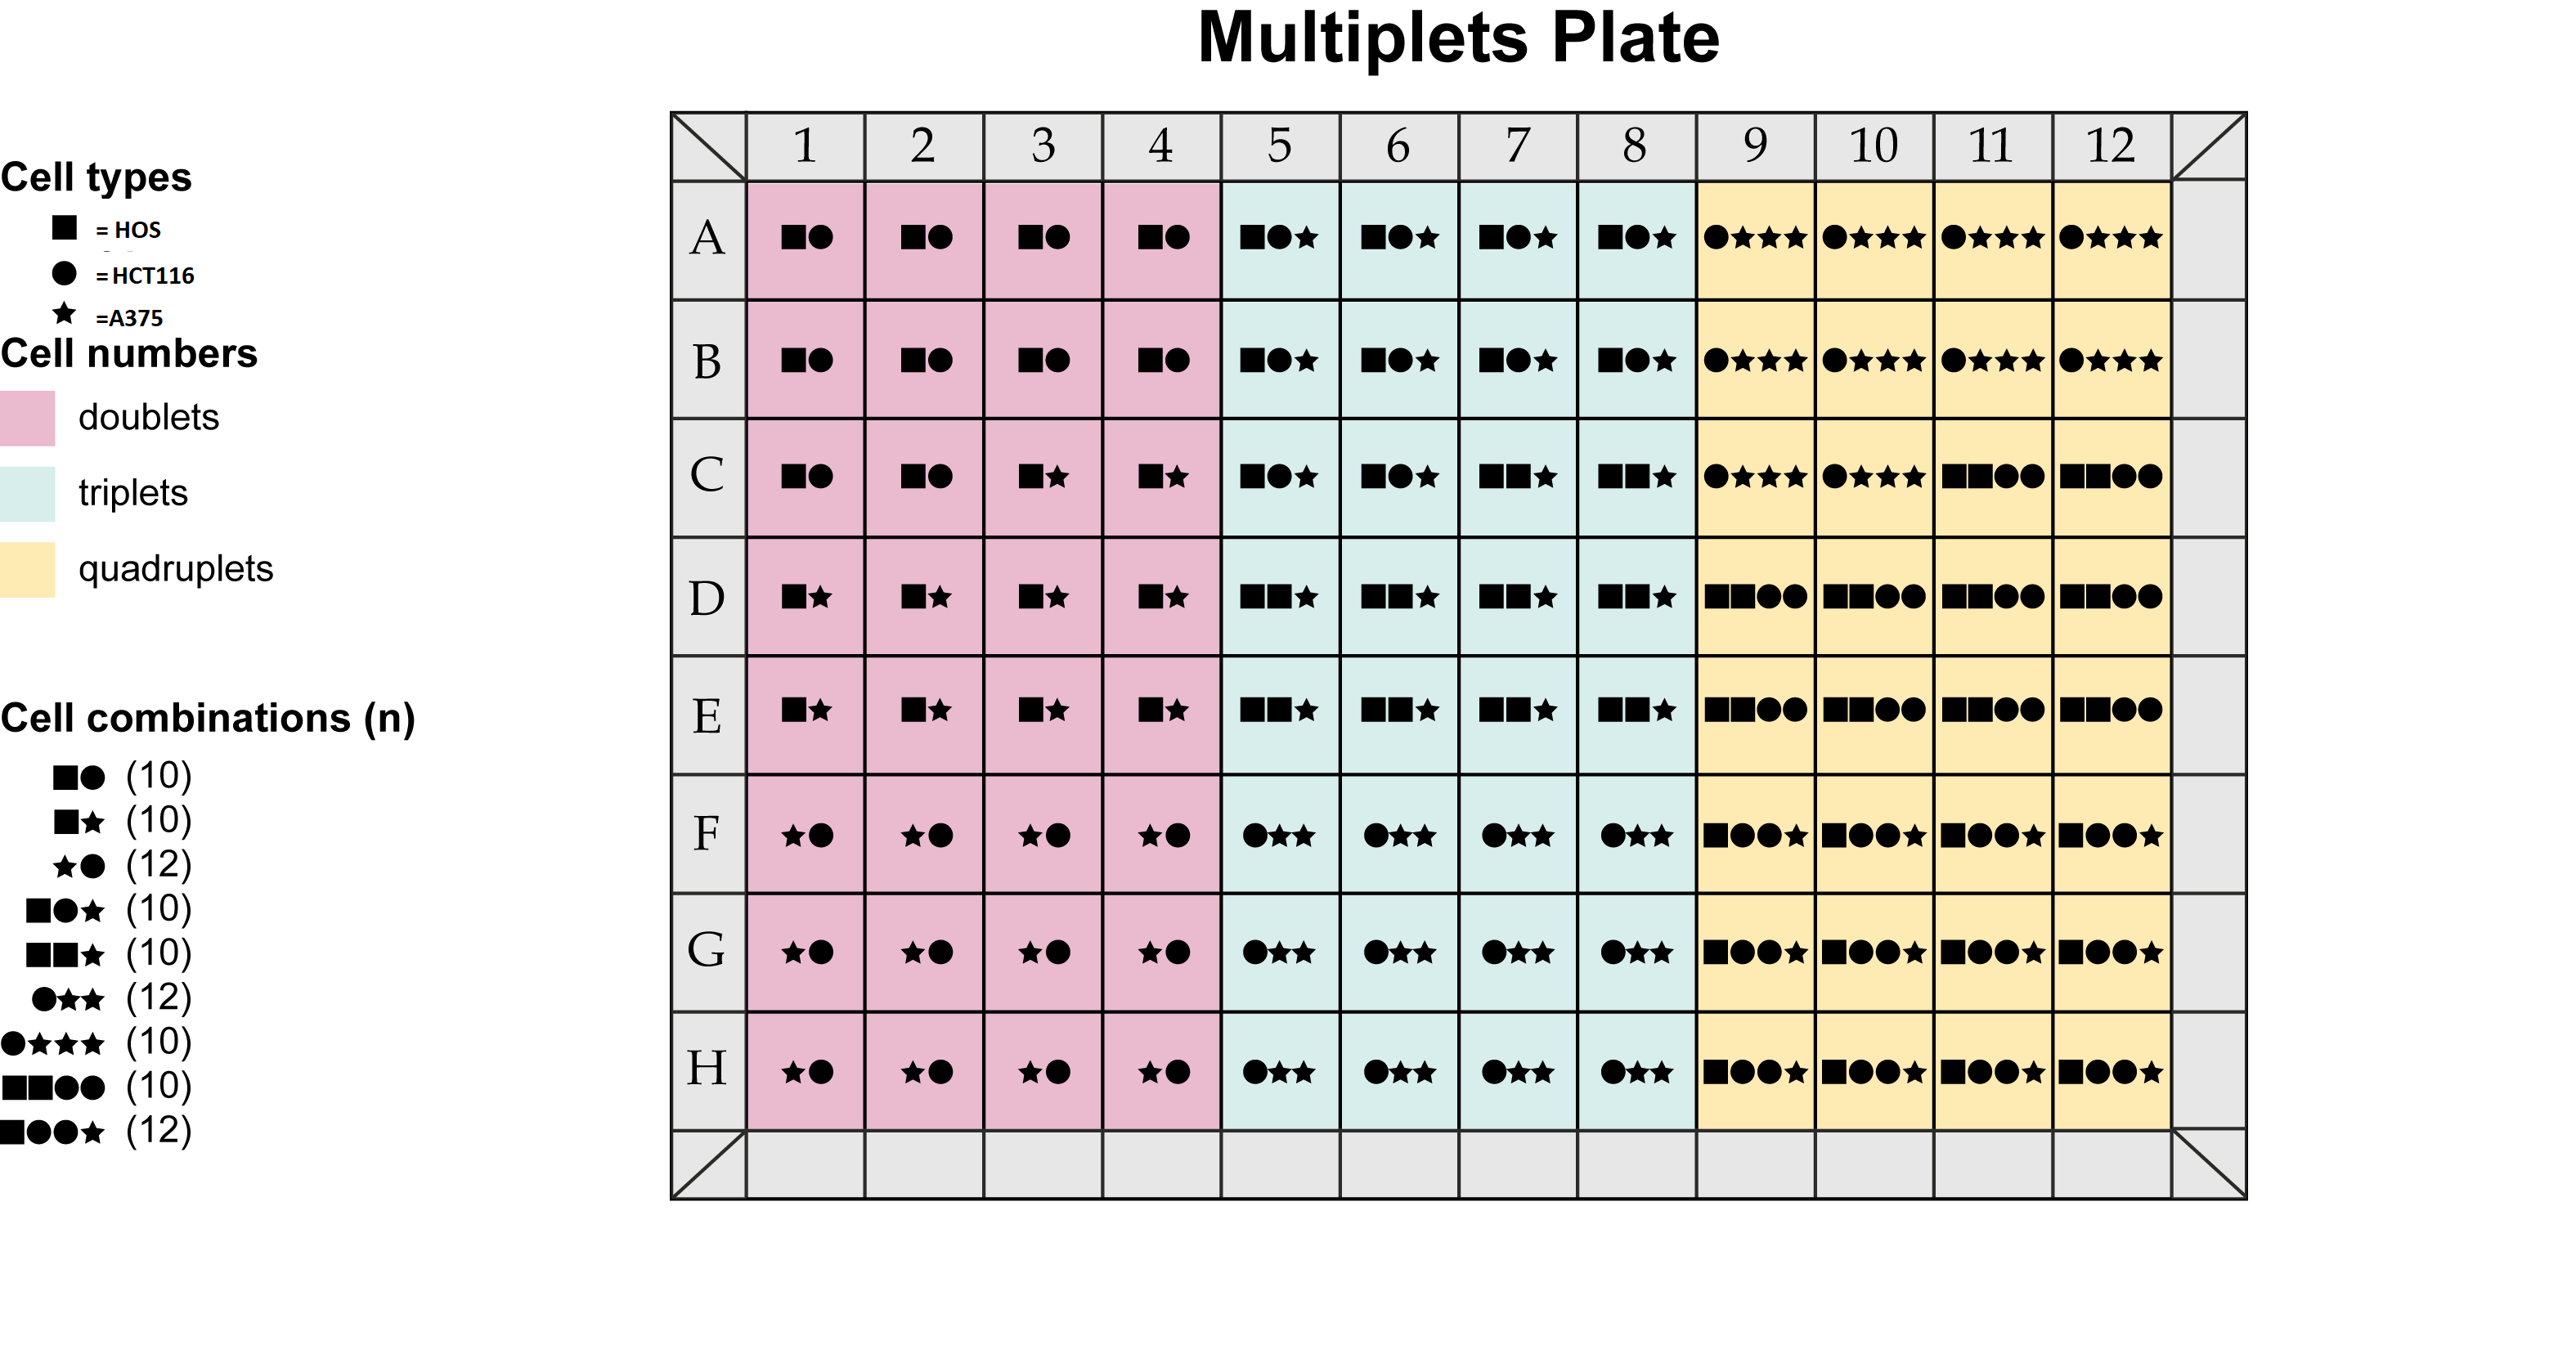 Multiplets Plate
1 2 3 4 5 6 7 8 9 10 11 12
Cell types
= HOS
= HCT116
=A375
Cell numbers
doublets
triplets
quadruplets
Cell combinations (n)
(10)
(10)
(12)
(10)
(10)
(12)
(10)
(10)
(12)
A
B
C
D
E
F
G
H